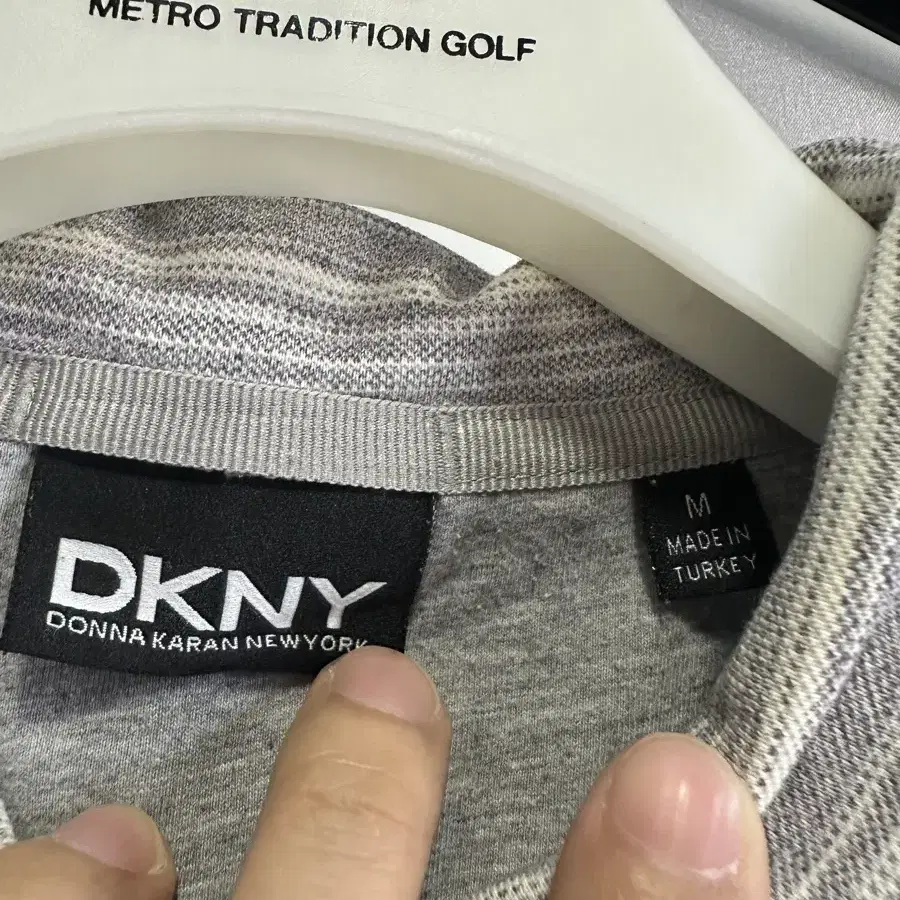 METRO TRADITION GOLF
DKNY
DONNA KARAN NEW YORK
M
MADE IN
TURKEY